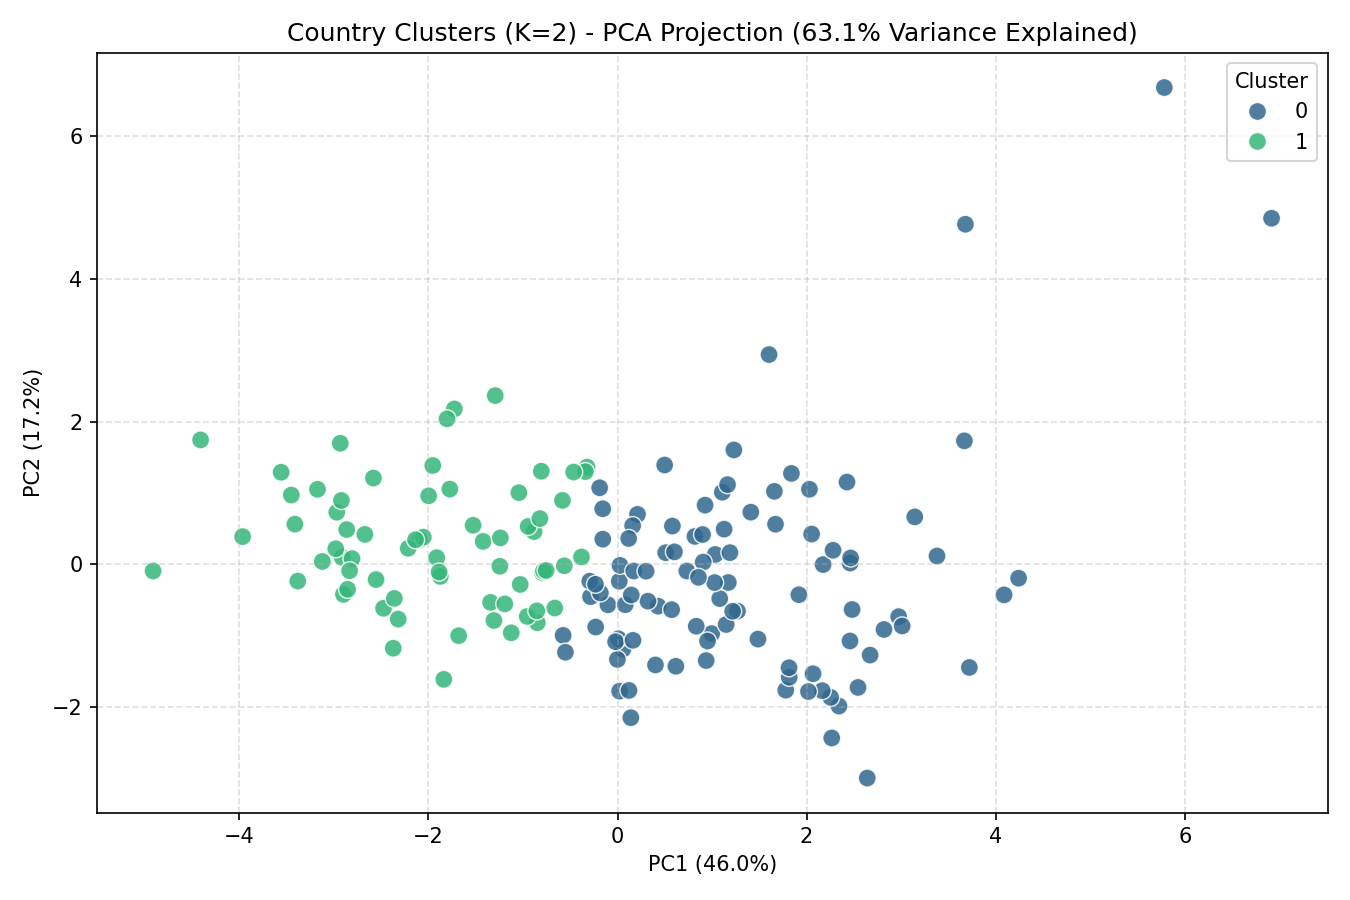 Country Clusters (K=2) - PCA Projection (63.1% Variance Explained)
Cluster
0
1
6
4
2
0
−2
PC2 (17.2%)
−4 −2 0 2 4 6
PC1 (46.0%)